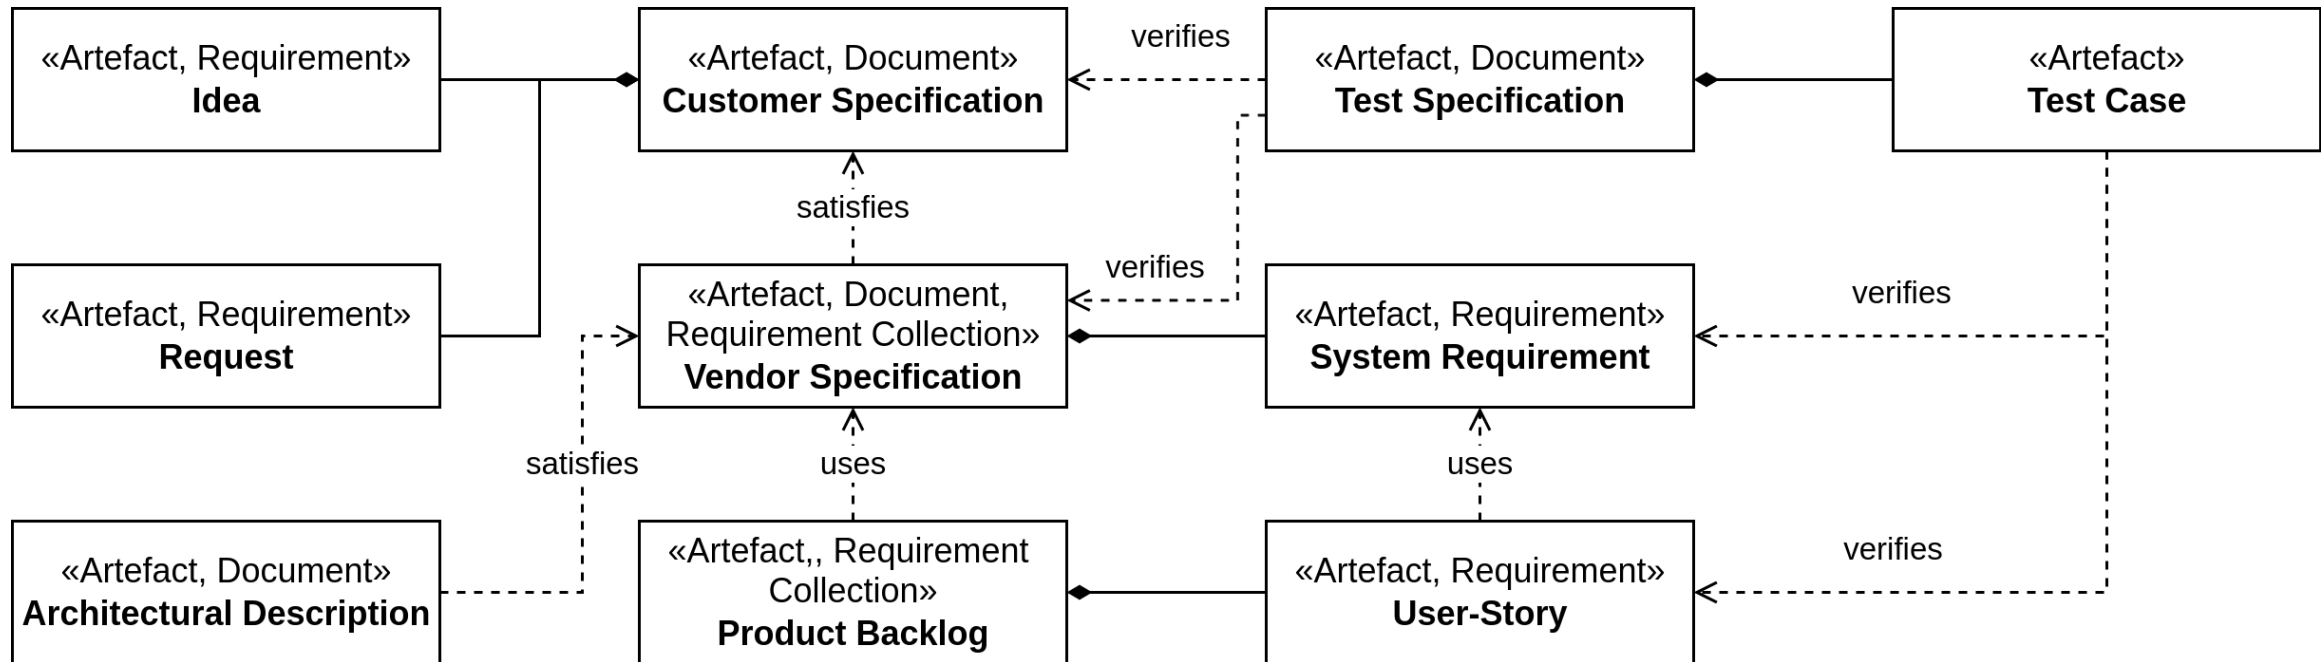 «Artefact, Requirement»
Idea
«Artefact, Document»
Customer Specification
verifies
«Artefact, Document»
Test Specification
«Artefact»
Test Case
satisfies
verifies
«Artefact, Requirement»
Request
«Artefact, Document,
Requirement Collection»
Vendor Specification
«Artefact, Requirement»
System Requirement
verifies
satisfies
uses
uses
«Artefact, Document»
Architectural Description
«Artefact,, Requirement
Collection»
Product Backlog
«Artefact, Requirement»
User-Story
verifies